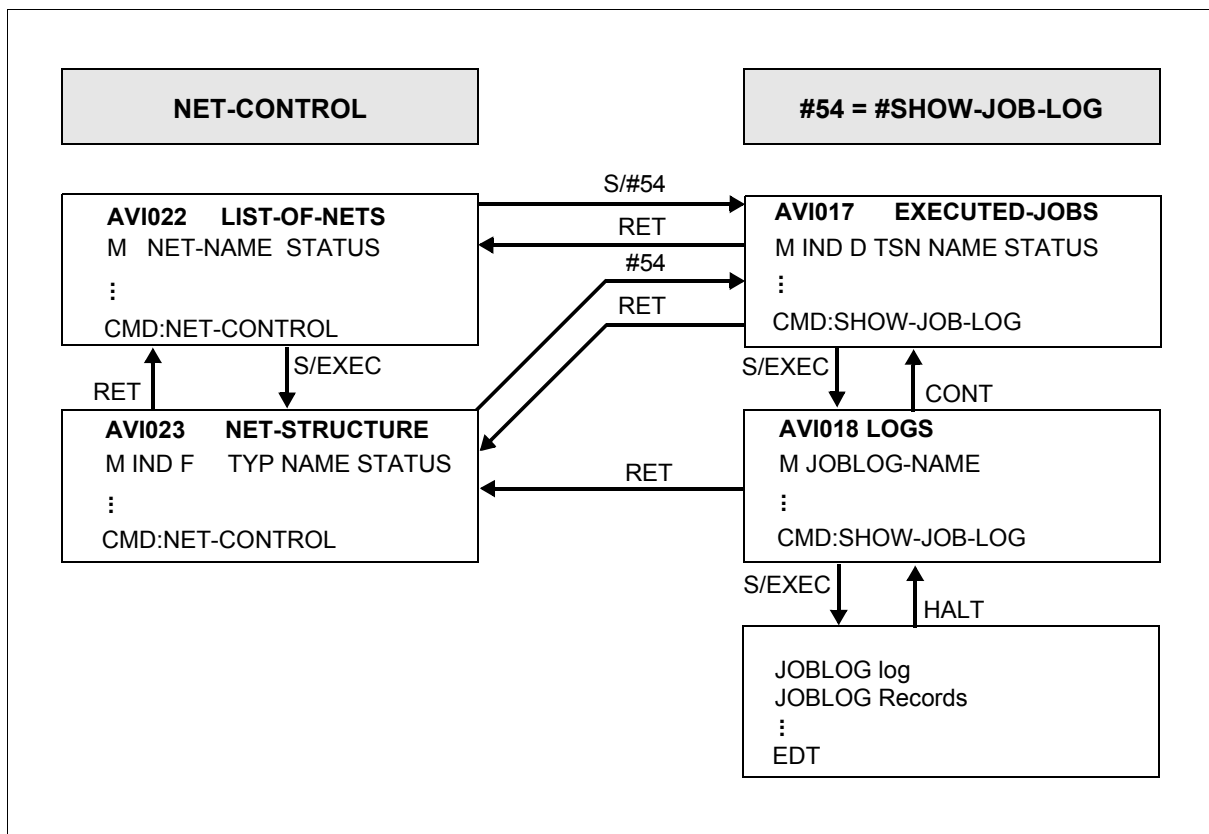 NET-CONTROL
#54 = #SHOW-JOB-LOG
AVI022 LIST-OF-NETS
M NET-NAME STATUS
⋮
CMD:NET-CONTROL
S/#54
RET
#54
RET
AVI017 EXECUTED-JOBS
M IND D TSN NAME STATUS
⋮
CMD:SHOW-JOB-LOG
RET
S/EXEC
S/EXEC
CONT
AVI023 NET-STRUCTURE
M IND F TYP NAME STATUS
⋮
CMD:NET-CONTROL
RET
AVI018 LOGS
M JOBLOG-NAME
⋮
CMD:SHOW-JOB-LOG
S/EXEC
HALT
JOBLOG log
JOBLOG Records
⋮
EDT